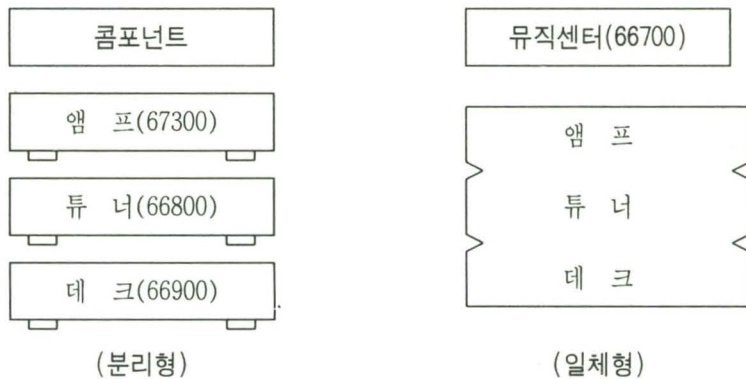 콤포넌트
앰 프(67300)
튜 너(66800)
데 크(66900)
(분리형)
뮤직센터(66700)
앰 프
튜 너
데 크
(일체형)